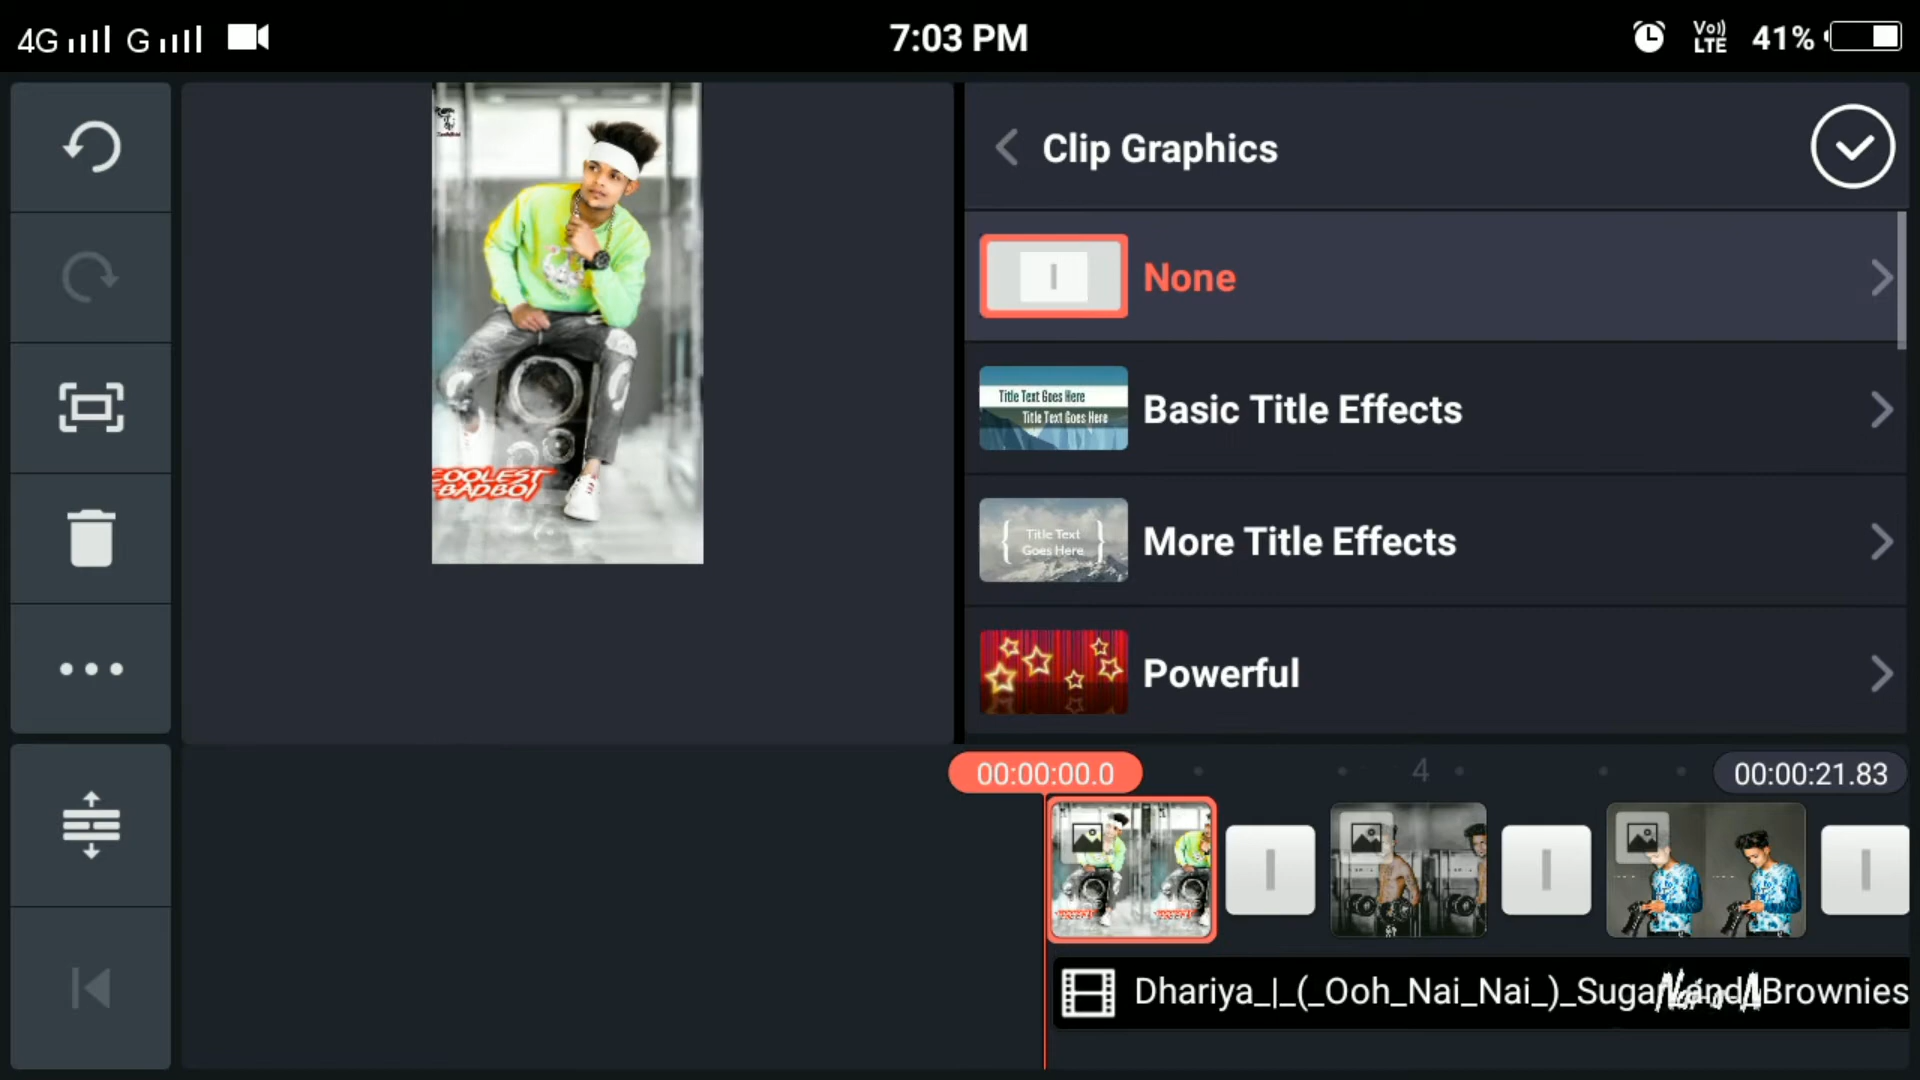 4G G 7:03 PM Vo)) LTE 41%
Clip Graphics
None
Title Text Goes Here
Title Text Goes Here
Basic Title Effects
Title Text
Goes Here
More Title Effects
Powerful
COOLEST
BADBOY
00:00:00.0 4 00:00:21.83
Dhariya_|_(_Ooh_Nai_Nai_)_Sugar_and_Brownies